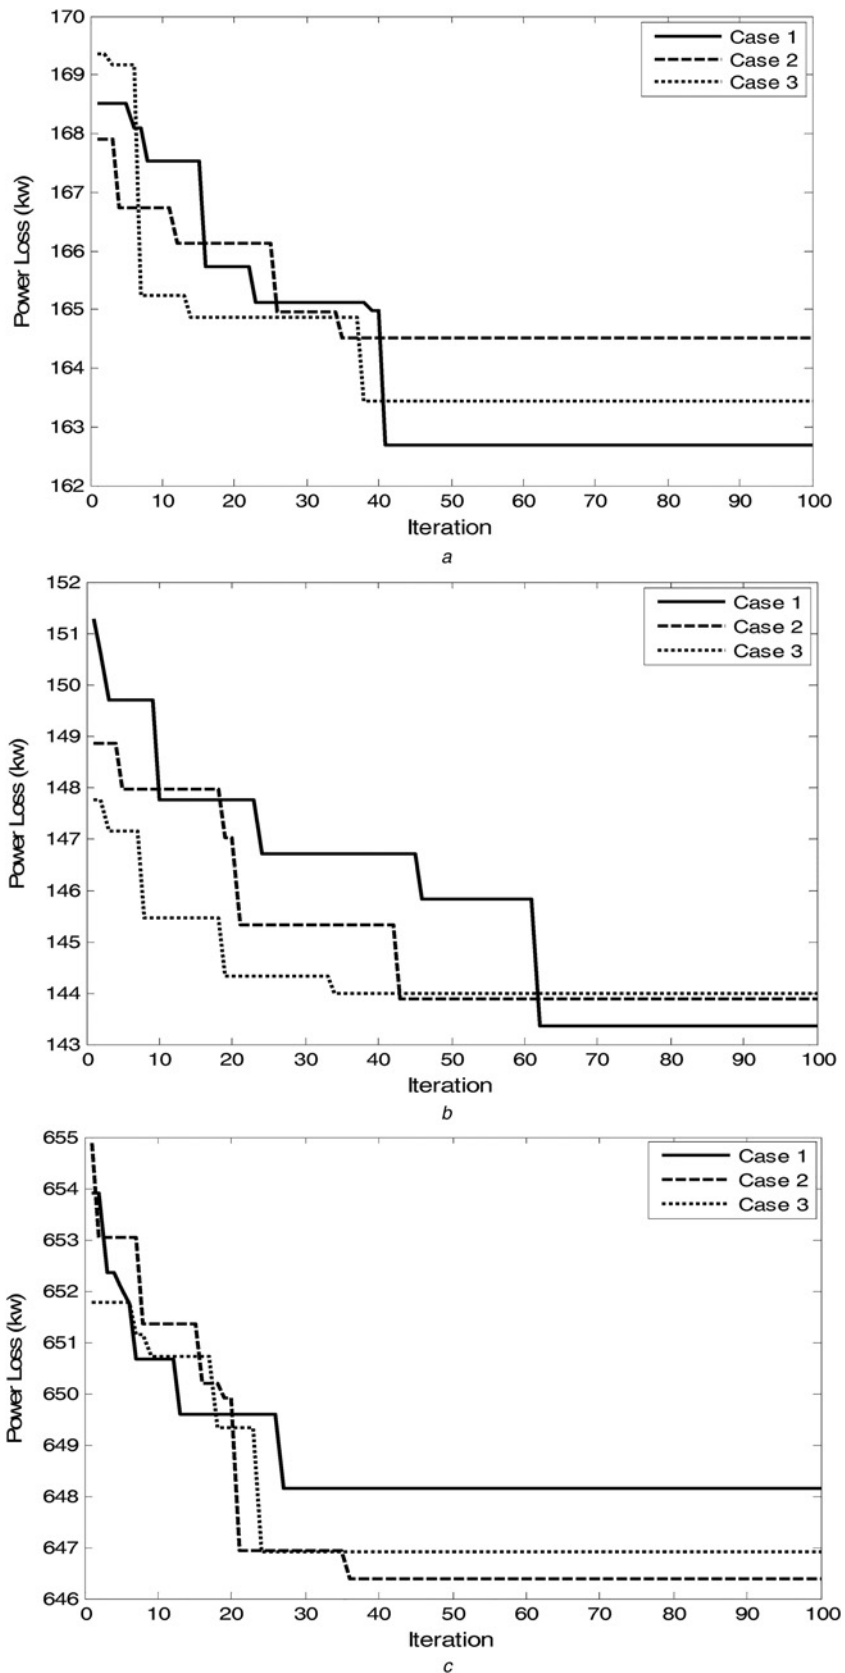 170
169
168
167
166
165
164
163
162
Power Loss (kw)
Case 1
Case 2
Case 3
0 10 20 30 40 50 60 70 80 90 100
Iteration
a
152
151
150
149
148
147
146
145
144
143
Power Loss (kw)
Case 1
Case 2
Case 3
0 10 20 30 40 50 60 70 80 90 100
Iteration
b
655
654
653
652
651
650
649
648
647
646
Power Loss (kw)
Case 1
Case 2
Case 3
0 10 20 30 40 50 60 70 80 90 100
Iteration
c